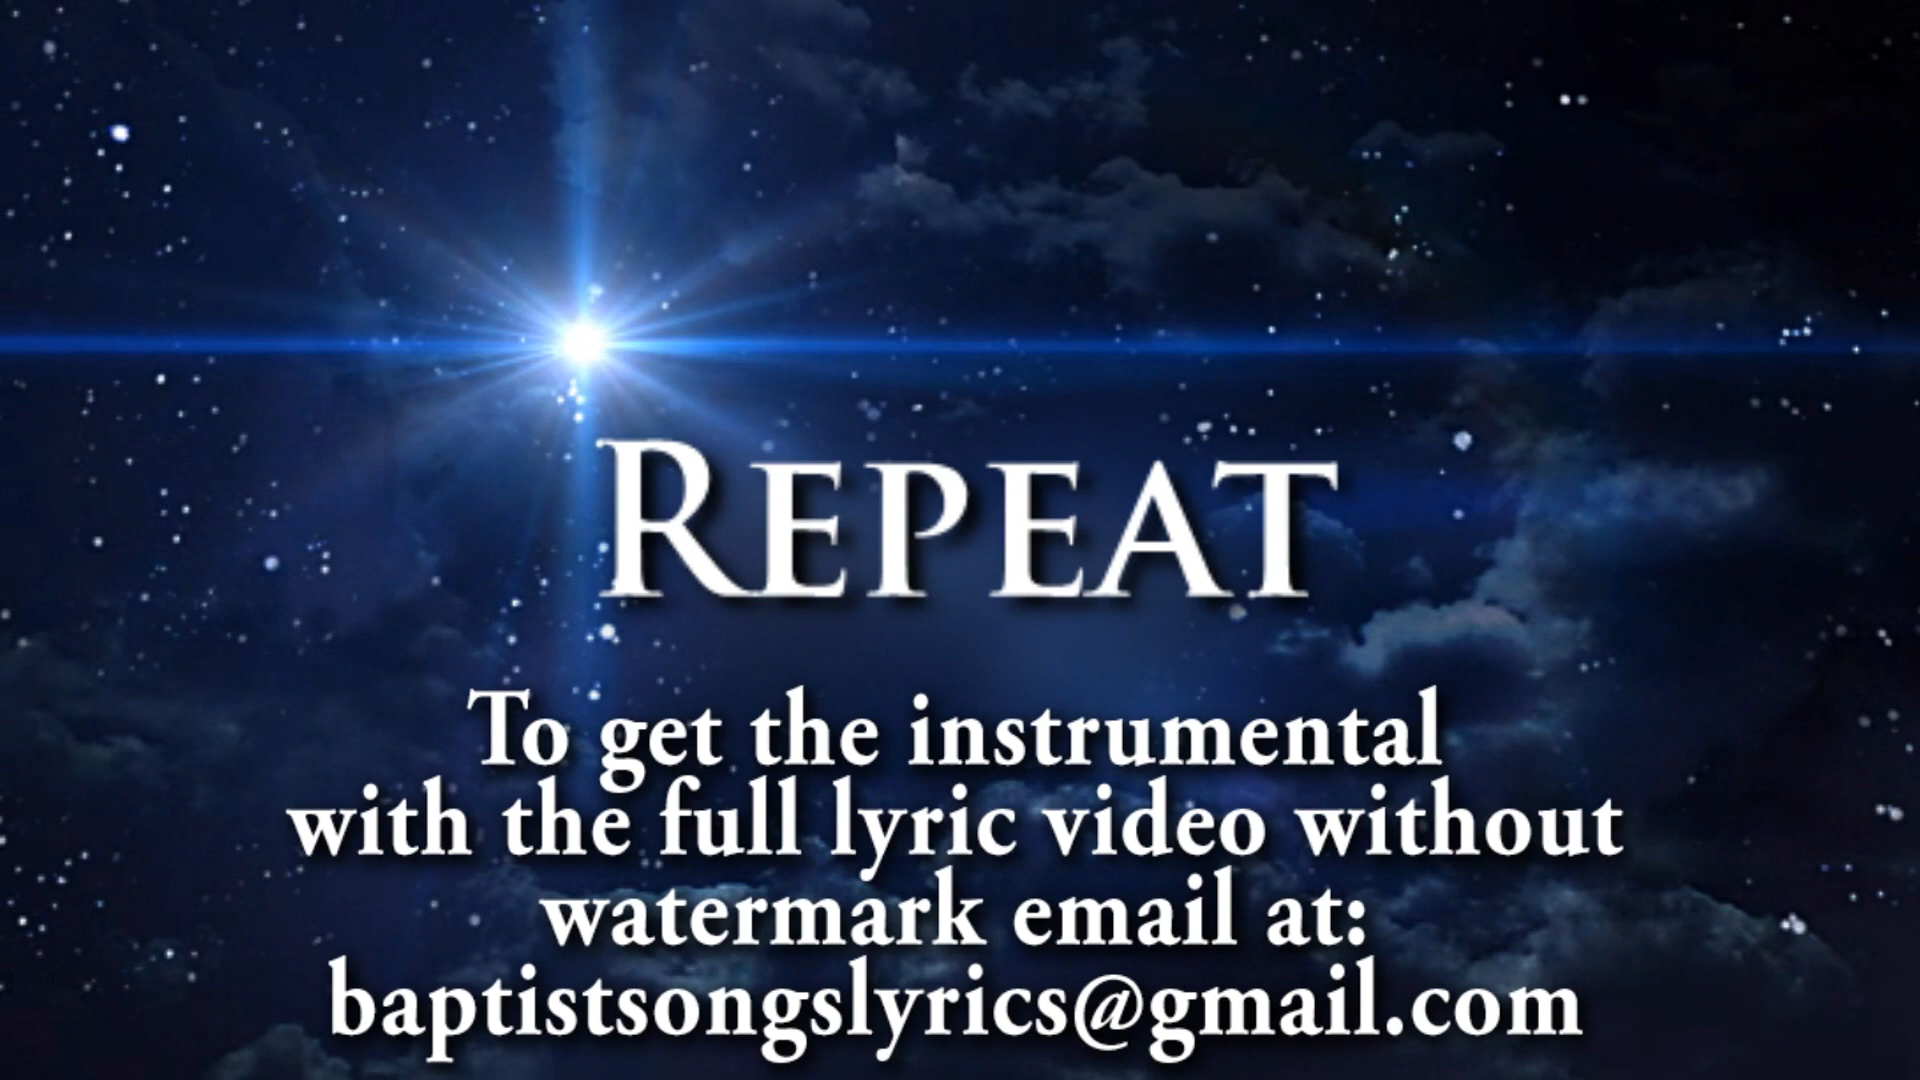 REPEAT
To get the instrumental
with the full lyric video without
watermark email at:
baptistsongslyrics@gmail.com